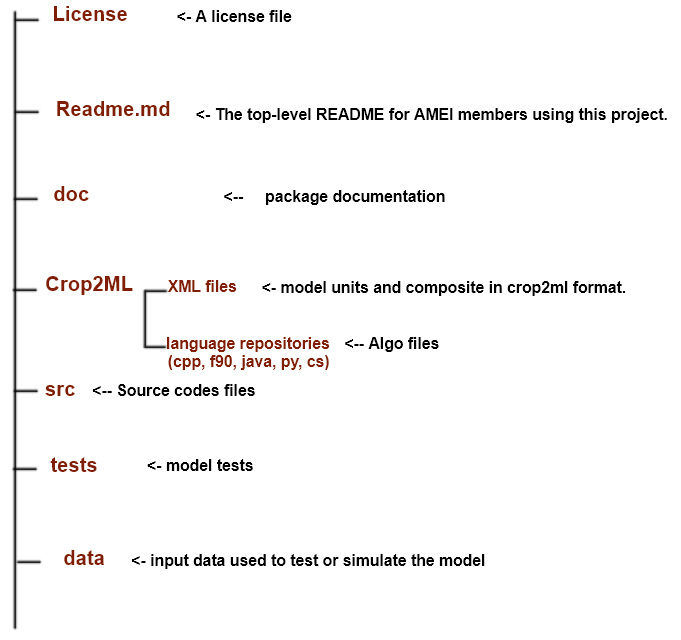 License <- A license file
Readme.md <- The top-level README for AMEI members using this project.
doc <-- package documentation
Crop2ML
XML files <- model units and composite in crop2ml format.
language repositories <-- Algo files
(cpp, f90, java, py, cs)
src <-- Source codes files
tests <- model tests
data <- input data used to test or simulate the model